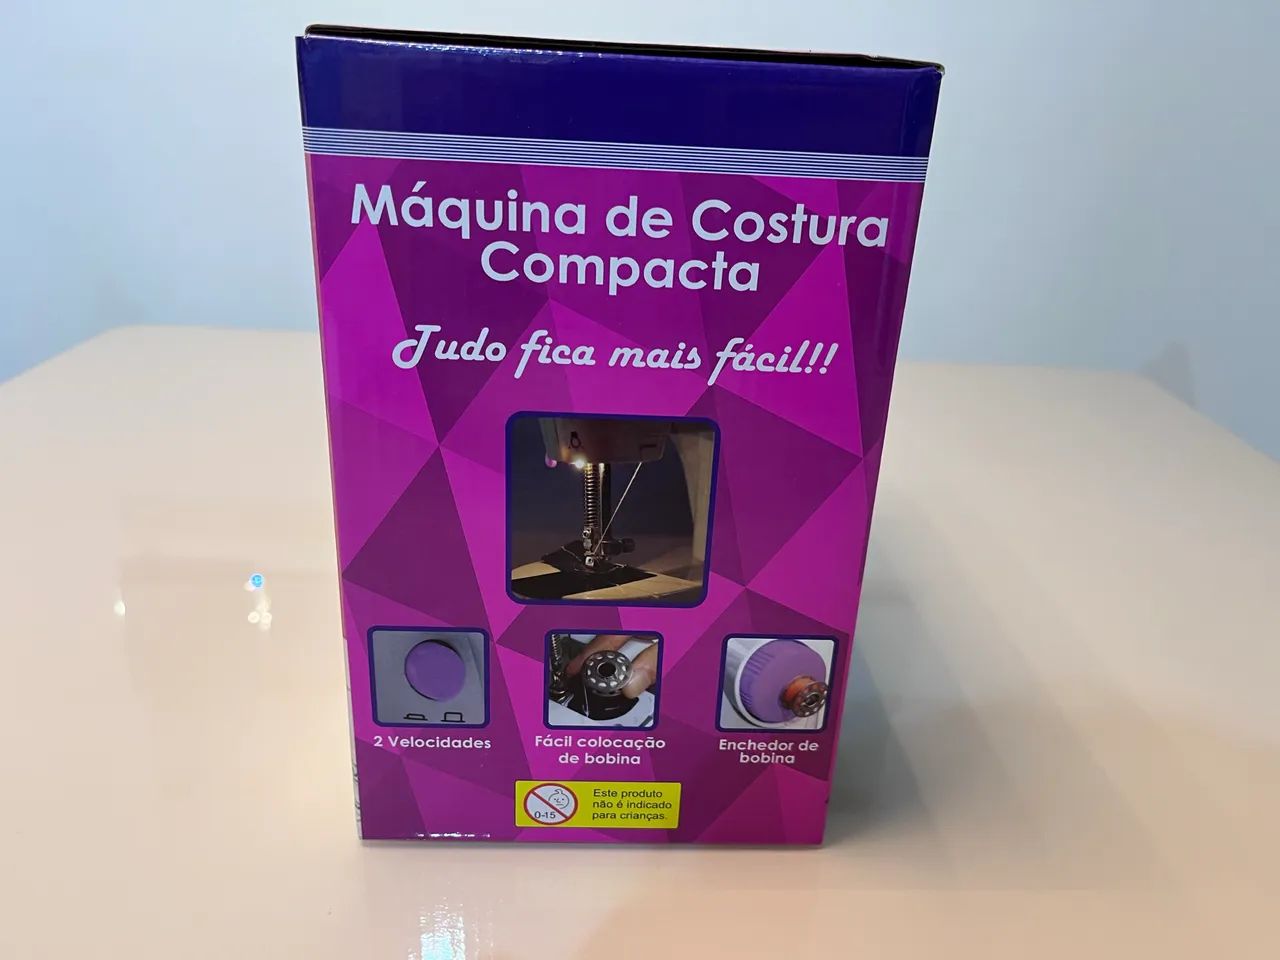 Máquina de Costura
Compacta
Tudo fica mais fácil!!
2 Velocidades
Fácil colocação
de bobina
Enchedor de
bobina
0-15
Este produto
não é indicado
para crianças.